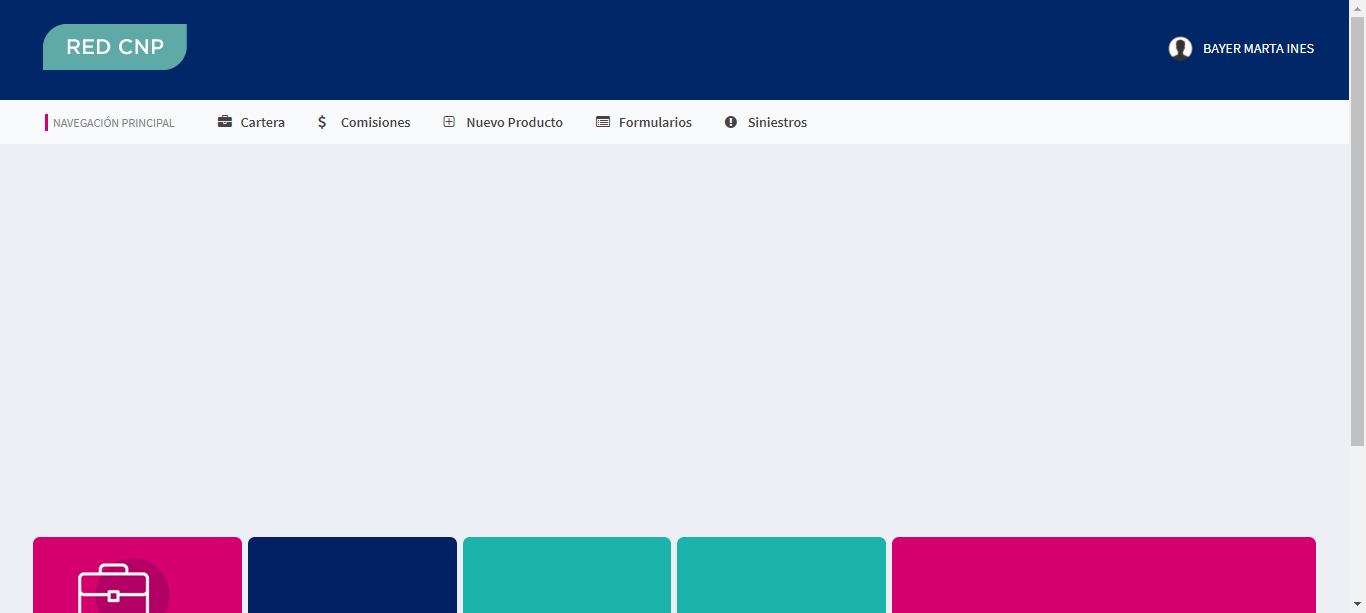 RED CNP
BAYER MARTA INES
NAVEGACIÓN PRINCIPAL
Cartera
Comisiones
Nuevo Producto
Formularios
Siniestros